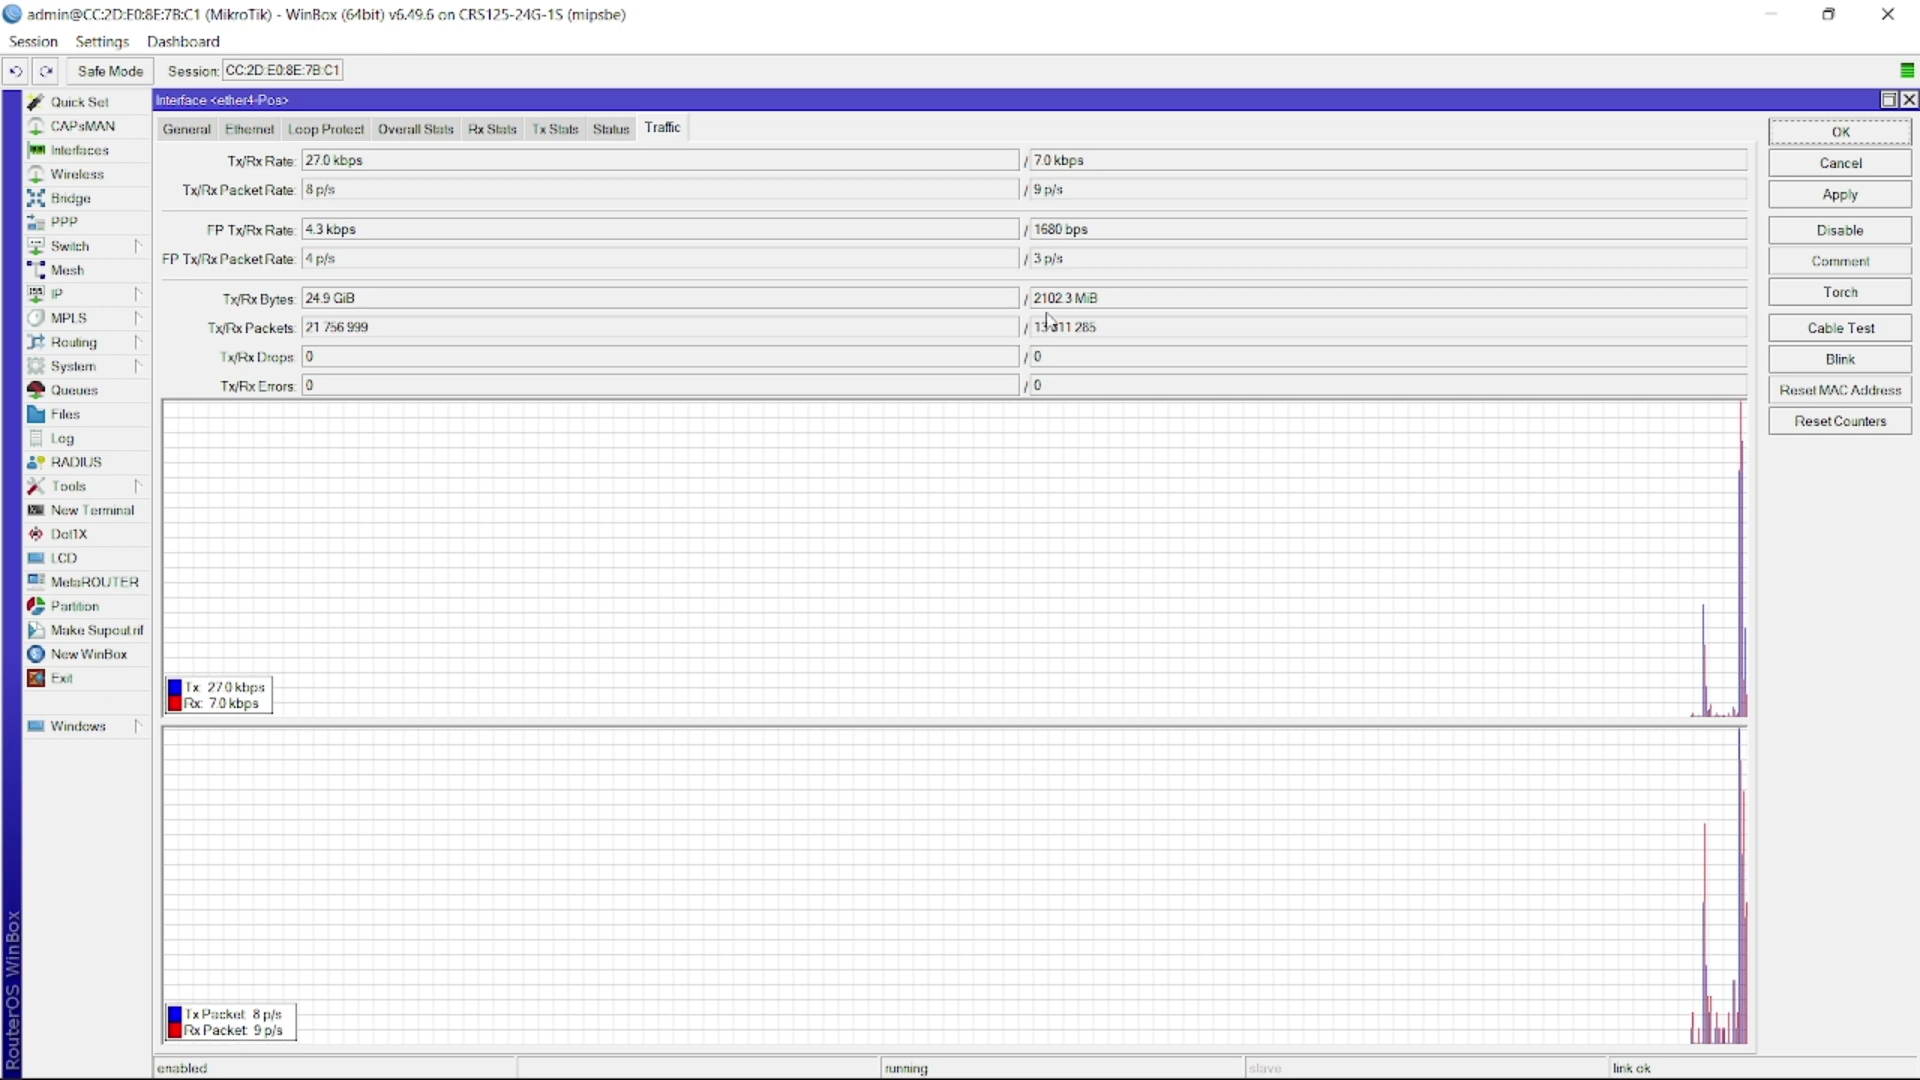 admin@CC:2D:E0:8E:7B:C1 (MikroTik) - WinBox (64bit) v6.49.6 on CRS125-24G-1S (mipsbe)
Session Settings Dashboard
Safe Mode Session: CC:2D:E0:8E:7B:C1
Interface <ether4-Pos>
General Ethernet Loop Protect Overall Stats Rx Stats Tx Stats Status Traffic
Tx/Rx Rate: 27.0 kbps / 7.0 kbps
Tx/Rx Packet Rate: 8 p/s / 9 p/s
FP Tx/Rx Rate: 4.3 kbps / 1680 bps
FP Tx/Rx Packet Rate: 4 p/s / 3 p/s
Tx/Rx Bytes: 24.9 GiB / 2102.3 MiB
Tx/Rx Packets: 21 756 999 /
Tx/Rx Drops: 0 / 0
Tx/Rx Errors: 0 / 0
Tx: 27.0 kbps
Rx: 7.0 kbps
Tx Packet: 8 p/s
Rx Packet: 9 p/s
OK
Cancel
Apply
Disable
Comment
Torch
Cable Test
Blink
Reset MAC Address
Reset Counters
Quick Set
CAPsMAN
Interfaces
Wireless
Bridge
PPP
Switch
Mesh
IP
MPLS
Routing
System
Queues
Files
Log
RADIUS
Tools
New Terminal
Dot1X
LCD
MetaROUTER
Partition
Make Supout.rif
New WinBox
Exit
Windows
RouterOS WinBox
enabled running slave link ok